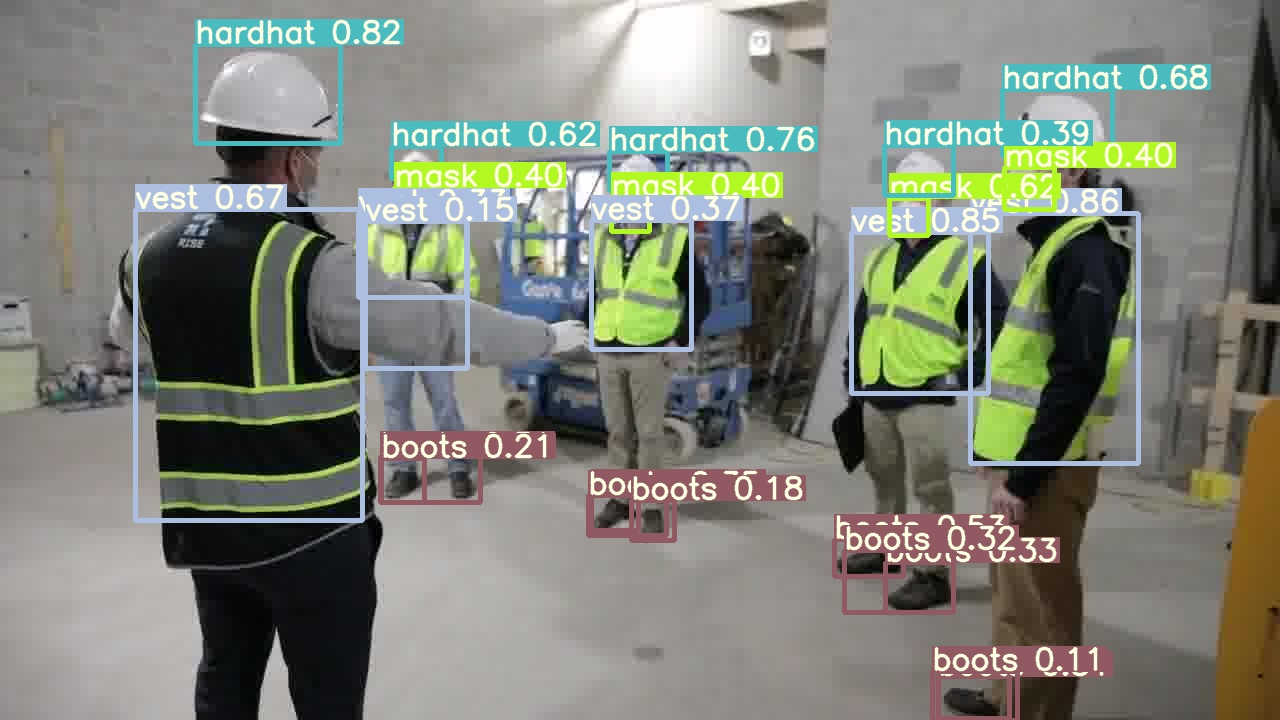 hardhat 0.82
hardhat 0.68
hardhat 0.62
hardhat 0.76
hardhat 0.39
mask 0.40
mask 0.40
mask 0.40
mask 0.62
vest 0.67
vest 0.15
vest 0.37
vest 0.85
vest 0.86
RISE
boots 0.21
boots 0.18
boots 0.32
boots 0.11